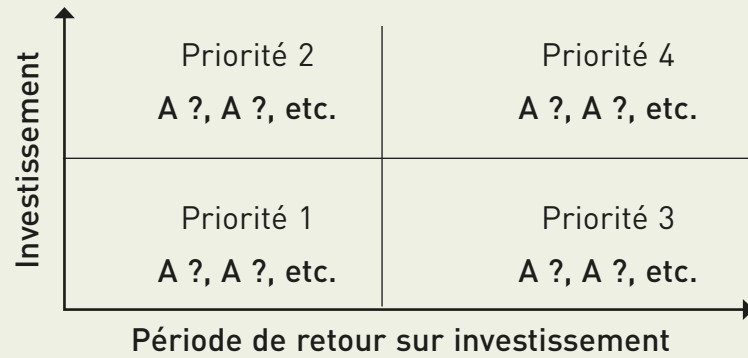 Investissement
Priorité 2
A ?, A ?, etc.
Priorité 4
A ?, A ?, etc.
Priorité 1
A ?, A ?, etc.
Priorité 3
A ?, A ?, etc.
Période de retour sur investissement